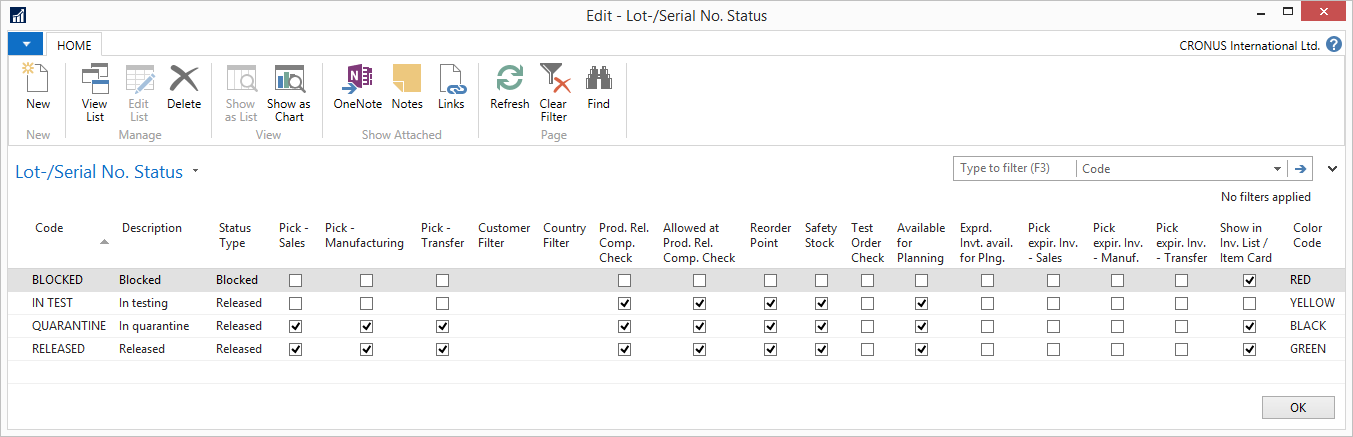 Edit - Lot-/Serial No. Status
HOME
CRONUS International Ltd.
New
View List
Edit List
Delete
Show as List
Show as Chart
OneNote
Notes
Links
Refresh
Clear Filter
Find
New
Manage
View
Show Attached
Page
Lot-/Serial No. Status
Type to filter (F3)
Code
No filters applied
Code Description Status Type Pick - Sales Pick - Manufacturing Pick - Transfer Customer Filter Country Filter Prod. Rel. Comp. Check Allowed at Prod. Rel. Comp. Check Reorder Point Safety Stock Test Order Check Available for Planning Exprd. Invt. avail. for Plng. Pick expir. Inv. - Sales Pick expir. Inv. - Manuf. Pick expir. Inv. - Transfer Show in Inv. List / Item Card Color Code
BLOCKED Blocked Blocked RED
IN TEST In testing Released YELLOW
QUARANTINE In quarantine Released BLACK
RELEASED Released Released GREEN
OK